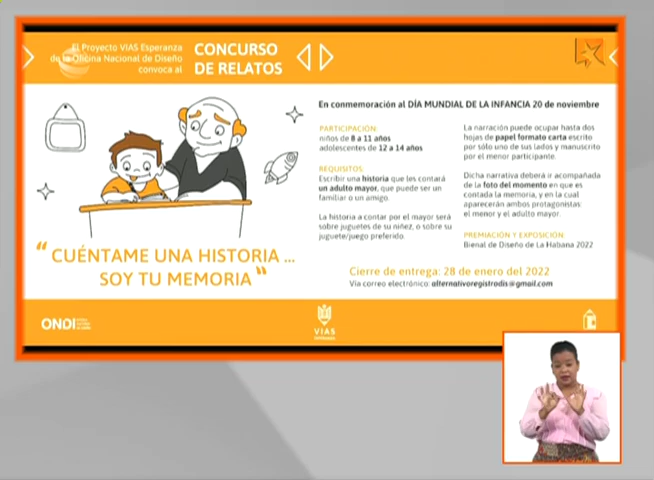 El Proyecto VIAS Esperanza
de la Oficina Nacional de Diseño
convoca al
CONCURSO
DE RELATOS
En conmemoración al DÍA MUNDIAL DE LA INFANCIA 20 de noviembre
PARTICIPACIÓN:
niños de 8 a 11 años
adolescentes de 12 a 14 años
REQUISITOS:
Escribir una historia que les contará
un adulto mayor, que puede ser un
familiar o un amigo.
La historia a contar por el mayor será
sobre juguetes de su niñez, o sobre su
juguete/juego preferido.
La narración puede ocupar hasta dos
hojas de papel formato carta escrito
por sólo uno de sus lados y manuscrito
por el menor participante.
Dicha narrativa deberá ir acompañada
de la foto del momento en que es
contada la memoria, y en la cual
aparecerán ambos protagonistas:
el menor y el adulto mayor.
PREMIACIÓN Y EXPOSICIÓN
Bienal de Diseño de La Habana 2022
“ CUÉNTAME UNA HISTORIA ...
SOY TU MEMORIA ”
Cierre de entrega: 28 de enero del 2022
Vía correo electrónico: alternativoregistrodis@gmail.com
ONDI
VIAS